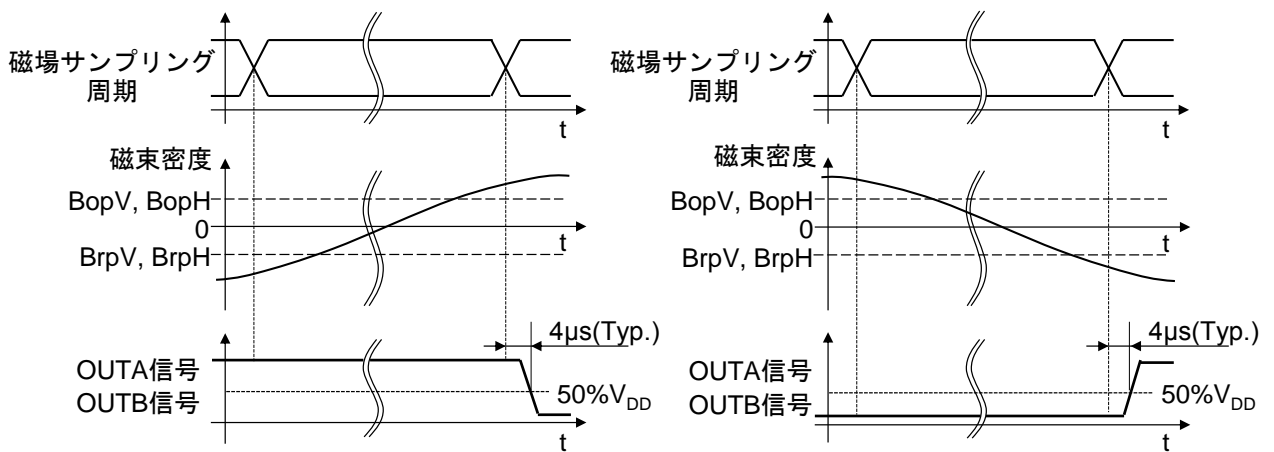 磁場サンプリング
周期
t
磁束密度
BopV, BopH
0
BrpV, BrpH
t
4µs(Typ.)
OUTA信号
OUTB信号
50%VDD
t
磁場サンプリング
周期
t
磁束密度
BopV, BopH
0
BrpV, BrpH
t
4µs(Typ.)
OUTA信号
OUTB信号
50%VDD
t